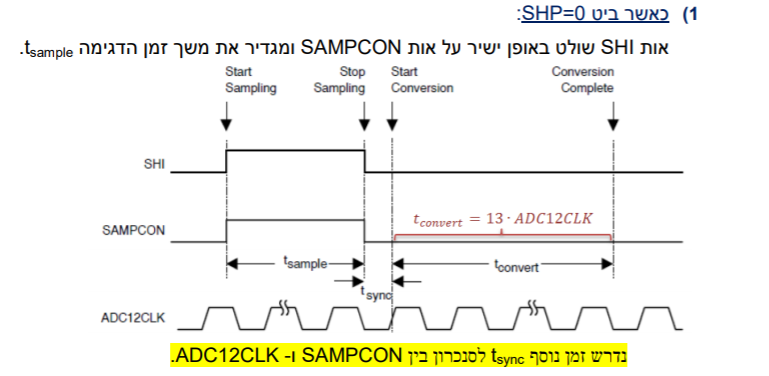 1) כאשר ביט SHP=0:
אות SHI שולט באופן ישיר על אות SAMPCON ומגדיר את משך זמן הדגימה tsample.
Start Sampling
Stop Sampling
Start Conversion
Conversion Complete
SHI
SAMPCON
tconvert = 13 · ADC12CLK
tsample
tconvert
tsync
ADC12CLK
נדרש זמן נוסף tsync לסנכרון בין SAMPCON ו- ADC12CLK.